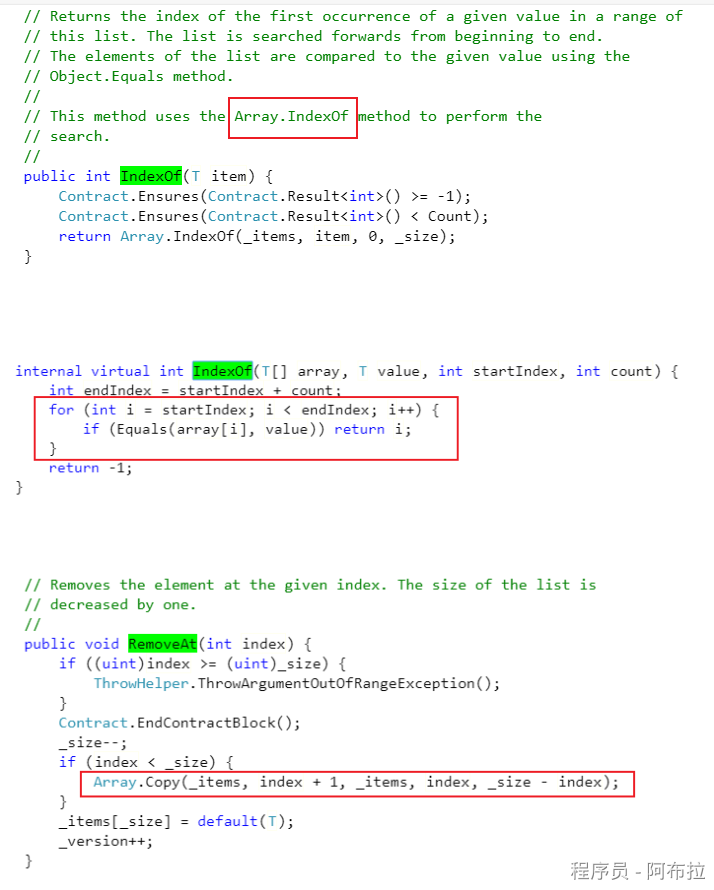 // Returns the index of the first occurrence of a given value in a range of
// this list. The list is searched forwards from beginning to end.
// The elements of the list are compared to the given value using the
// Object.Equals method.
//
// This method uses the Array.IndexOf method to perform the
// search.
//
public int IndexOf(T item) {
    Contract.Ensures(Contract.Result<int>() >= -1);
    Contract.Ensures(Contract.Result<int>() < Count);
    return Array.IndexOf(_items, item, 0, _size);
}
internal virtual int IndexOf(T[] array, T value, int startIndex, int count) {
    int endIndex = startIndex + count;
    for (int i = startIndex; i < endIndex; i++) {
        if (Equals(array[i], value)) return i;
    }
    return -1;
}
// Removes the element at the given index. The size of the list is
// decreased by one.
//
public void RemoveAt(int index) {
    if ((uint)index >= (uint)_size) {
        ThrowHelper.ThrowArgumentOutOfRangeException();
    }
    Contract.EndContractBlock();
    _size--;
    if (index < _size) {
        Array.Copy(_items, index + 1, _items, index, _size - index);
    }
    _items[_size] = default(T);
    _version++;
}
程序员 - 阿布拉